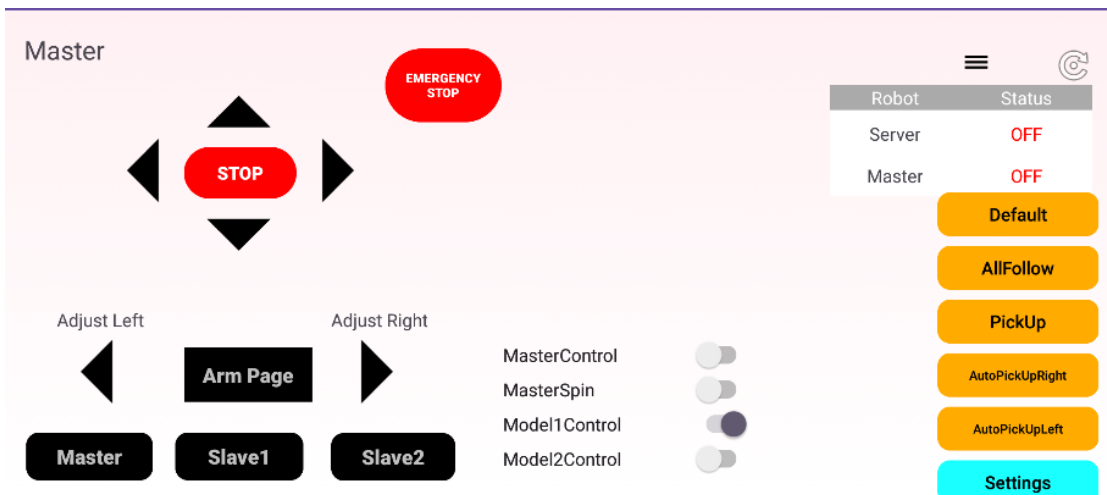 Master
EMERGENCY
STOP
STOP
Robot Status
Server OFF
Master OFF
Default
AllFollow
PickUp
AutoPickUpRight
AutoPickUpLeft
Settings
Adjust Left
Adjust Right
Arm Page
MasterControl
MasterSpin
Model1Control
Model2Control
Master
Slave1
Slave2